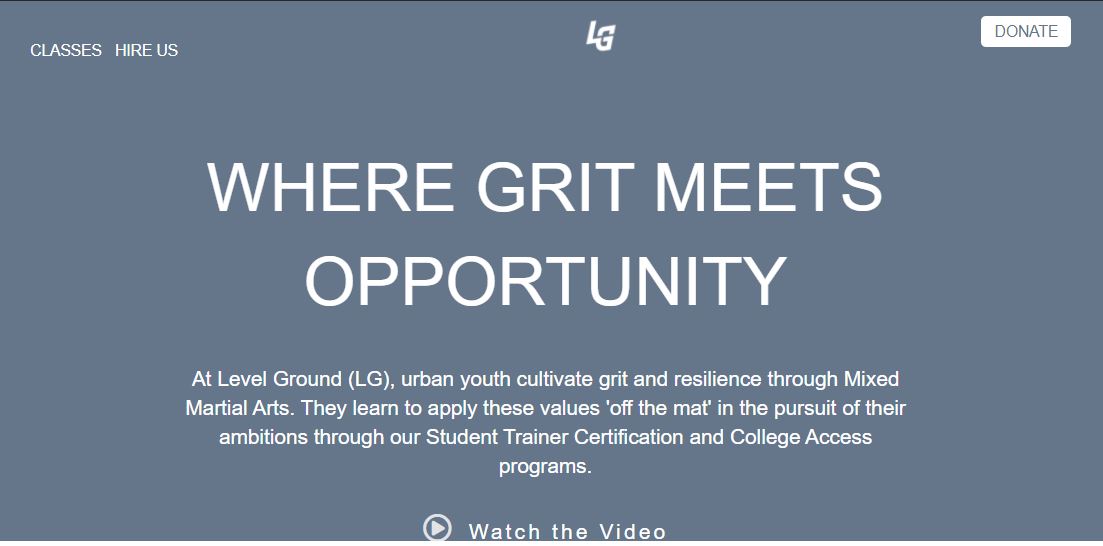 CLASSES HIRE US
LG
DONATE
WHERE GRIT MEETS
OPPORTUNITY
At Level Ground (LG), urban youth cultivate grit and resilience through Mixed
Martial Arts. They learn to apply these values 'off the mat' in the pursuit of their
ambitions through our Student Trainer Certification and College Access
programs.
Watch the Video